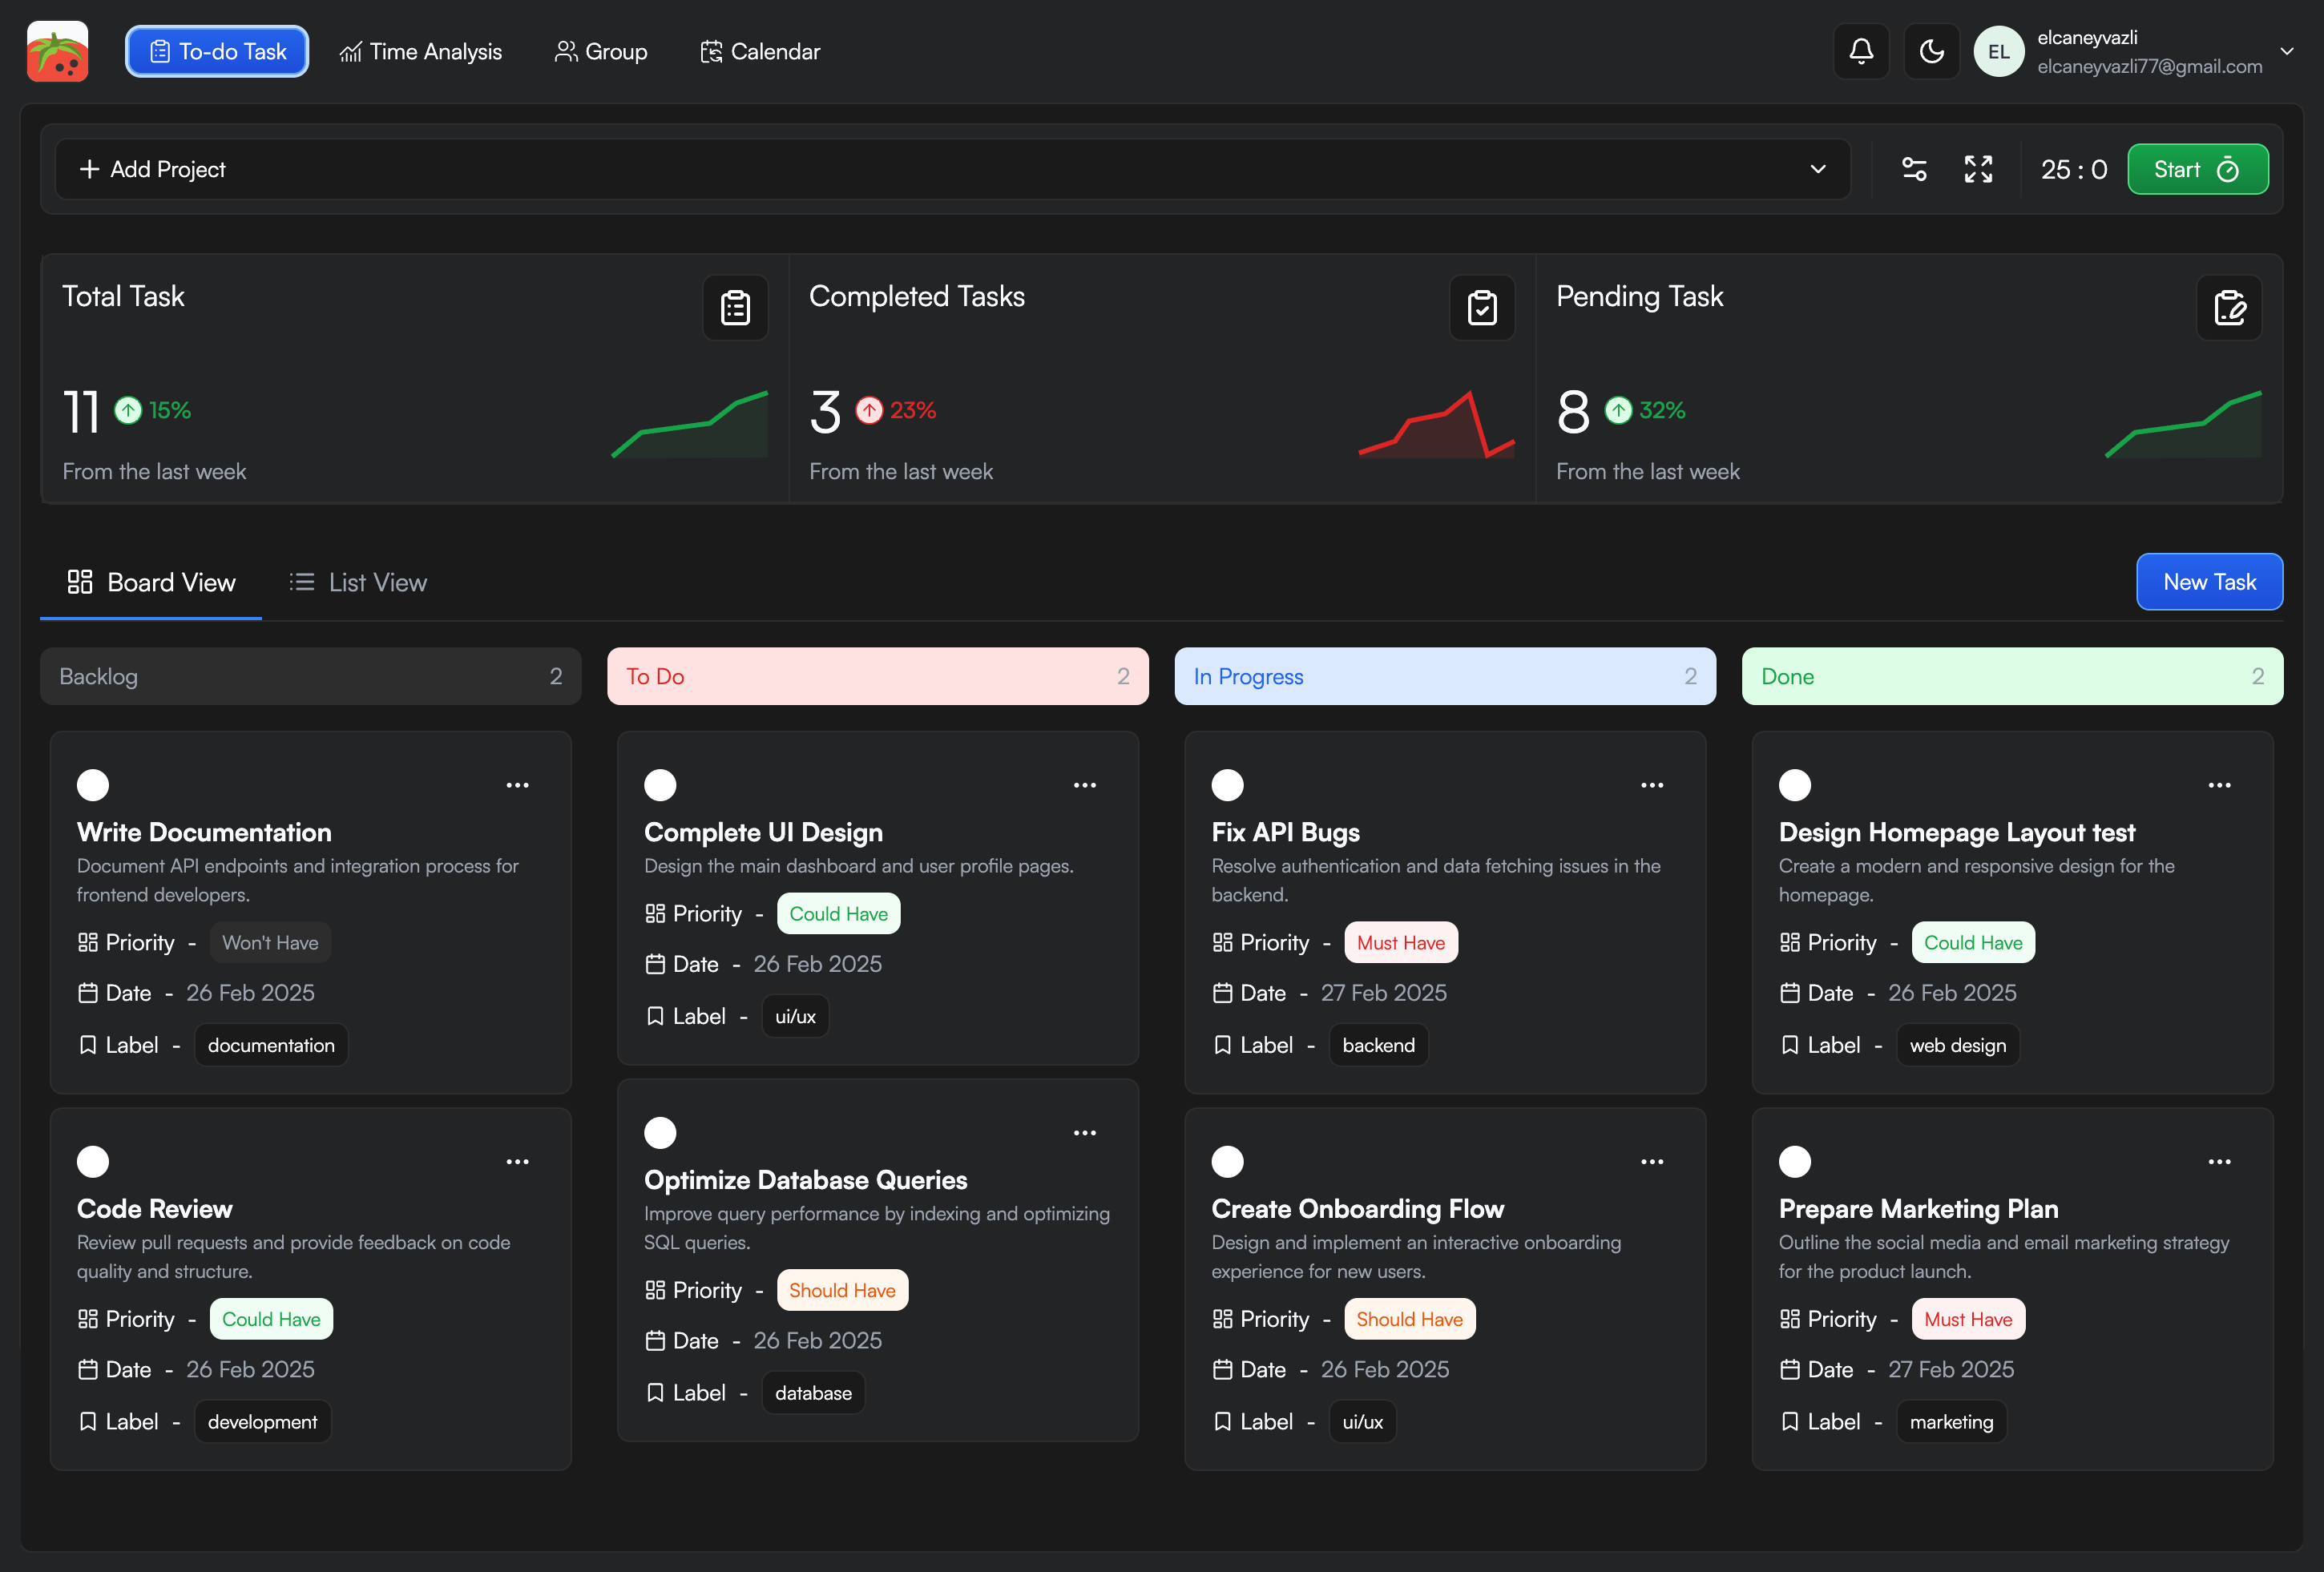 To-do Task
Time Analysis
Group
Calendar
EL
elcaneyvazli
elcaneyvazli77@gmail.com
Add Project
25 : 0
Start
Total Task
11
15%
From the last week
Completed Tasks
3
23%
From the last week
Pending Task
8
32%
From the last week
Board View
List View
New Task
Backlog
2
Write Documentation
Document API endpoints and integration process for
frontend developers.
Priority - Won't Have
Date - 26 Feb 2025
Label - documentation
Code Review
Review pull requests and provide feedback on code
quality and structure.
Priority - Could Have
Date - 26 Feb 2025
Label - development
To Do
2
Complete UI Design
Design the main dashboard and user profile pages.
Priority - Could Have
Date - 26 Feb 2025
Label - ui/ux
Optimize Database Queries
Improve query performance by indexing and optimizing
SQL queries.
Priority - Should Have
Date - 26 Feb 2025
Label - database
In Progress
2
Fix API Bugs
Resolve authentication and data fetching issues in the
backend.
Priority - Must Have
Date - 27 Feb 2025
Label - backend
Create Onboarding Flow
Design and implement an interactive onboarding
experience for new users.
Priority - Should Have
Date - 26 Feb 2025
Label - ui/ux
Done
2
Design Homepage Layout test
Create a modern and responsive design for the
homepage.
Priority - Could Have
Date - 26 Feb 2025
Label - web design
Prepare Marketing Plan
Outline the social media and email marketing strategy
for the product launch.
Priority - Must Have
Date - 27 Feb 2025
Label - marketing